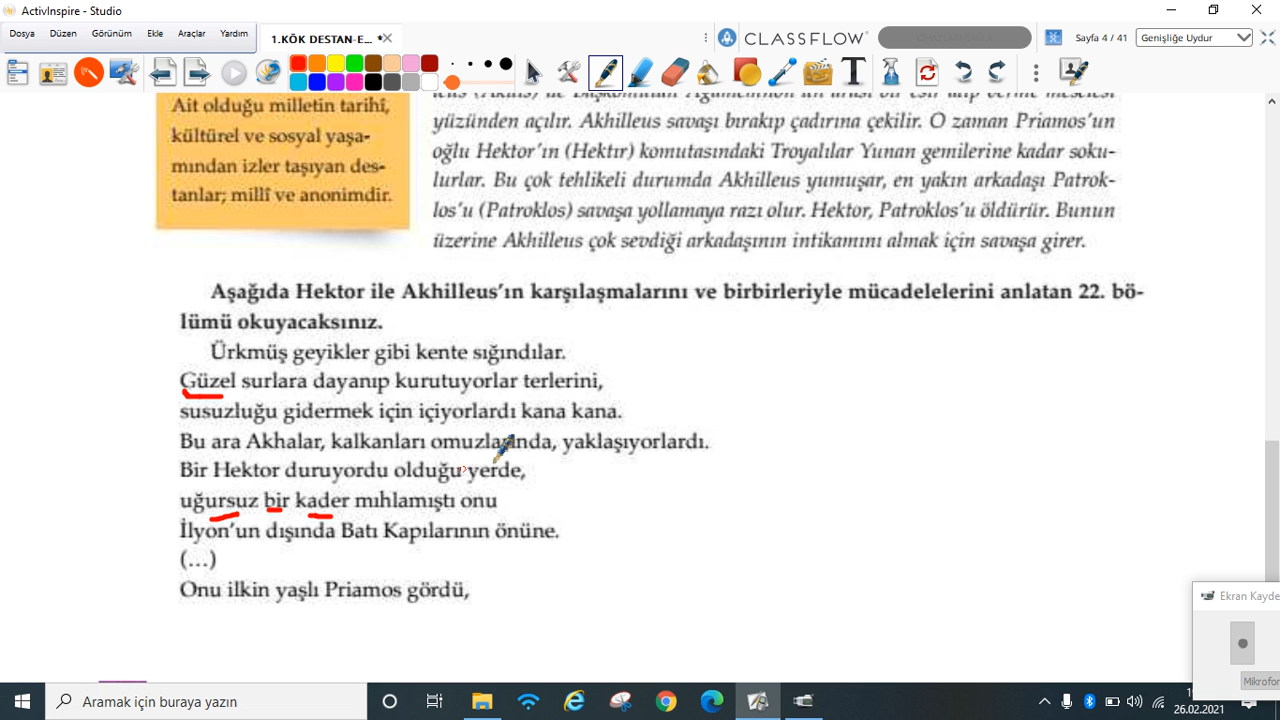 ActivInspire - Studio
Dosya Düzen Görünüm Ekle Araçlar Yardım
1.KÖK DESTAN-E... *
CLASSFLOW
Sayfa 4 / 41
Genişliğe Uydur
Ait olduğu milletin tarihî,
kültürel ve sosyal yaşa-
mından izler taşıyan des-
tanlar; millî ve anonimdir.
yüzünden açılır. Akhilleus savaşı bırakıp çadırına çekilir. O zaman Priamos'un
oğlu Hektor'ın (Hektır) komutasındaki Troyalılar Yunan gemilerine kadar soku-
lurlar. Bu çok tehlikeli durumda Akhilleus yumuşar, en yakın arkadaşı Patrok-
los'u (Patroklos) savaşa yollamaya razı olur. Hektor, Patroklos'u öldürür. Bunun
üzerine Akhilleus çok sevdiği arkadaşının intikamını almak için savaşa girer.
Aşağıda Hektor ile Akhilleus'ın karşılaşmalarını ve birbirleriyle mücadelelerini anlatan 22. bö-
lümü okuyacaksınız.
Ürkmüş geyikler gibi kente sığındılar.
Güzel surlara dayanıp kurutuyorlar terlerini,
susuzluğu gidermek için içiyorlardı kana kana.
Bu ara Akhalar, kalkanları omuzlarında, yaklaşıyorlardı.
Bir Hektor duruyordu olduğu yerde,
uğursuz bir kader mıhlamıştı onu
İlyon'un dışında Batı Kapılarının önüne.
(...)
Onu ilkin yaşlı Priamos gördü,
Ekran Kayde
Mikrofor
Aramak için buraya yazın
26.02.2021